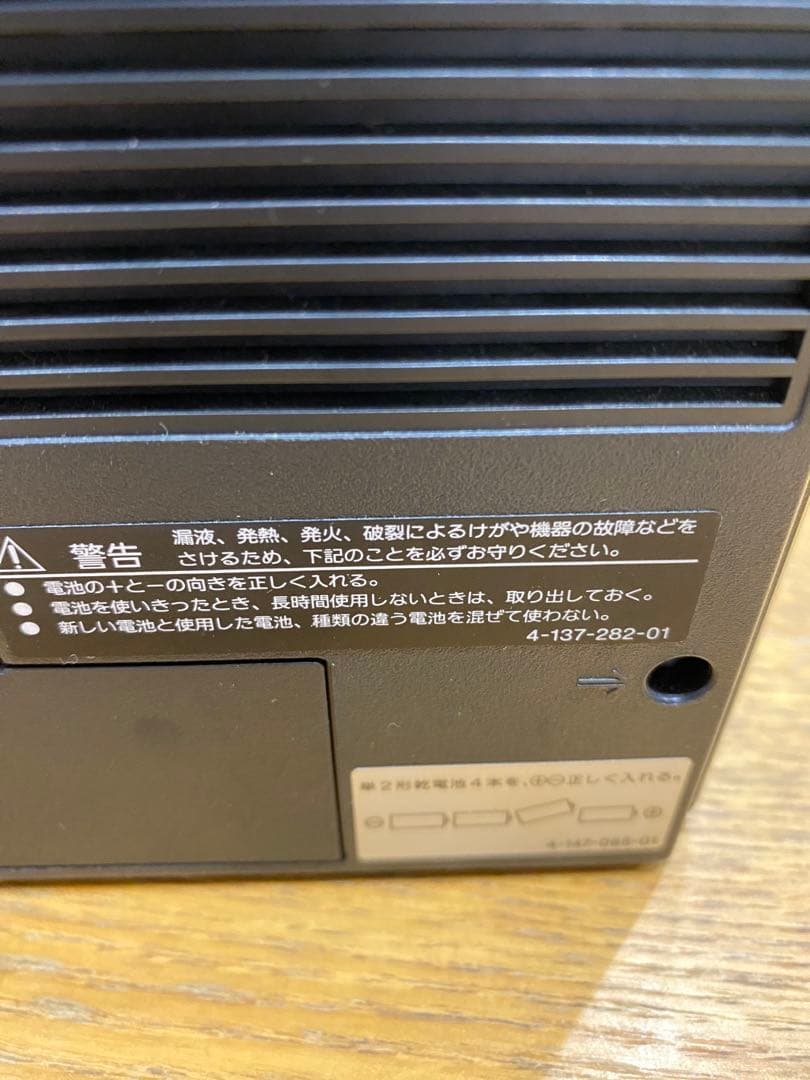 警告
漏液、発熱、発火、破裂によるけがや機器の故障などを
さけるため、下記のことを必ずお守りください。
● 電池の＋と－の向きを正しく入れる。
● 電池を使いきったとき、長時間使用しないときは、取り出しておく。
● 新しい電池と使用した電池、種類の違う電池を混ぜて使わない。
4-137-282-01
単２形乾電池４本を、⊕⊖正しく入れる。
⊖ ⊕